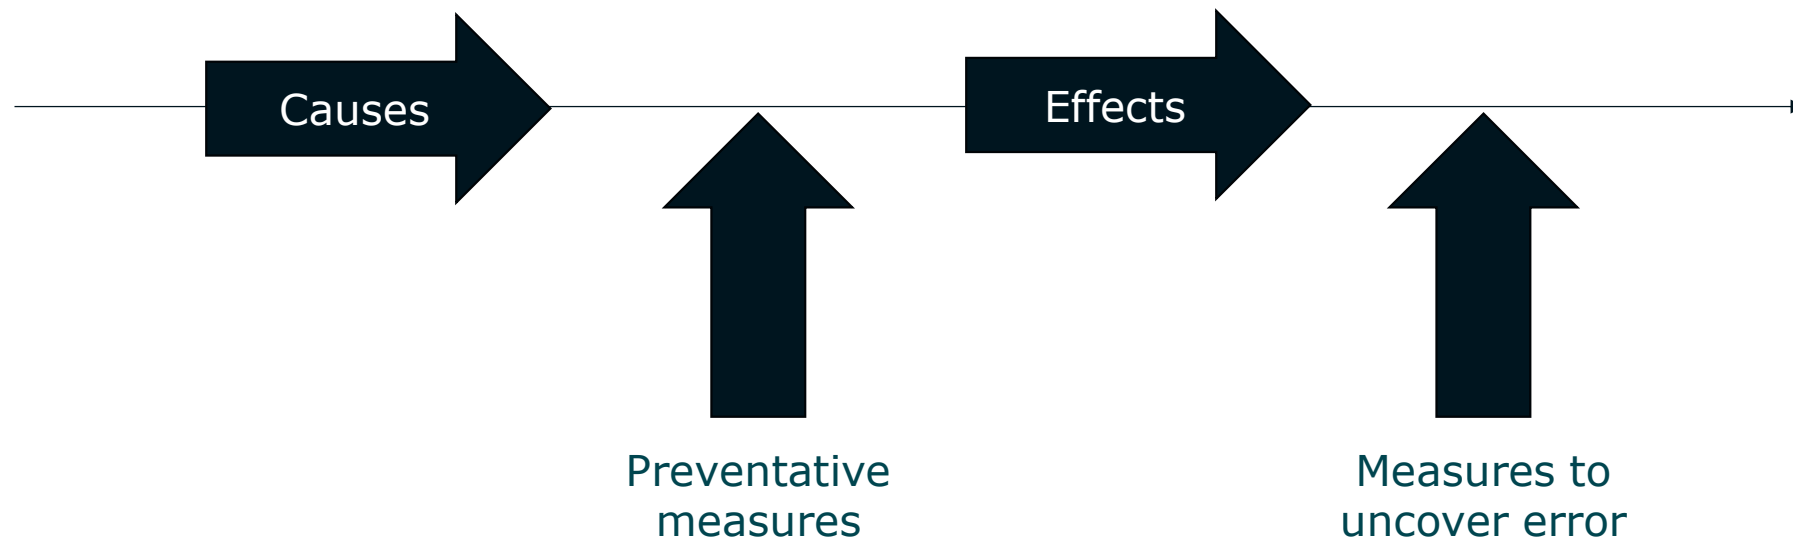 Causes
Effects
Preventative
measures
Measures to
uncover error